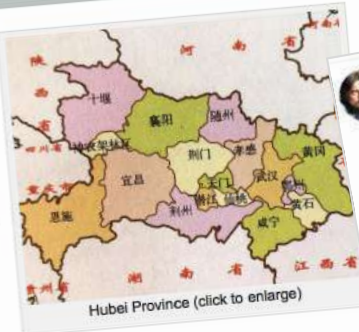 河 南 省
陕 西 省
十堰
襄阳
随州
神农架林区
荆门
孝感
黄冈
宜昌
天门
武汉
鄂州
恩施
潜江
仙桃
黄石
荆州
咸宁
重庆市
湖 南 省
江 西 省
贵州省
Hubei Province (click to enlarge)